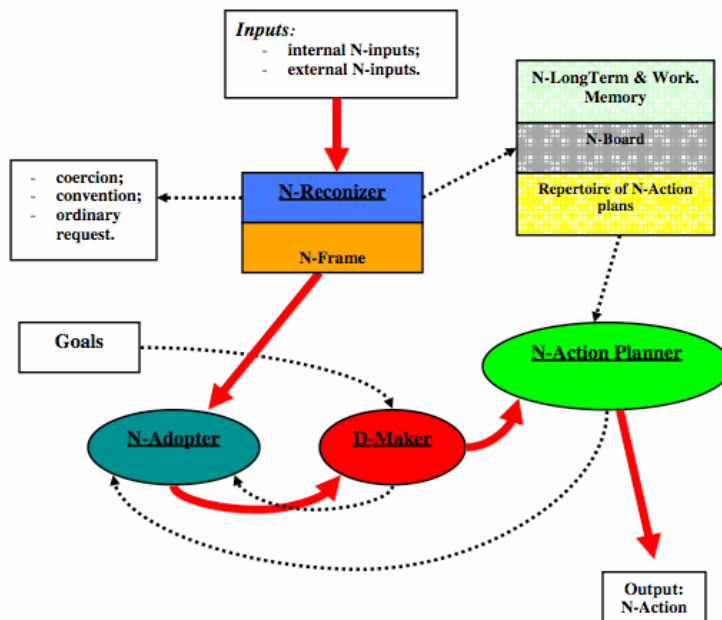 Inputs:
- internal N-inputs;
- external N-inputs.
N-LongTerm & Work.
Memory
N-Board
Repertoire of N-Action
plans
- coercion;
- convention;
- ordinary
request.
N-Reconizer
N-Frame
Goals
N-Action Planner
N-Adopter
D-Maker
Output:
N-Action